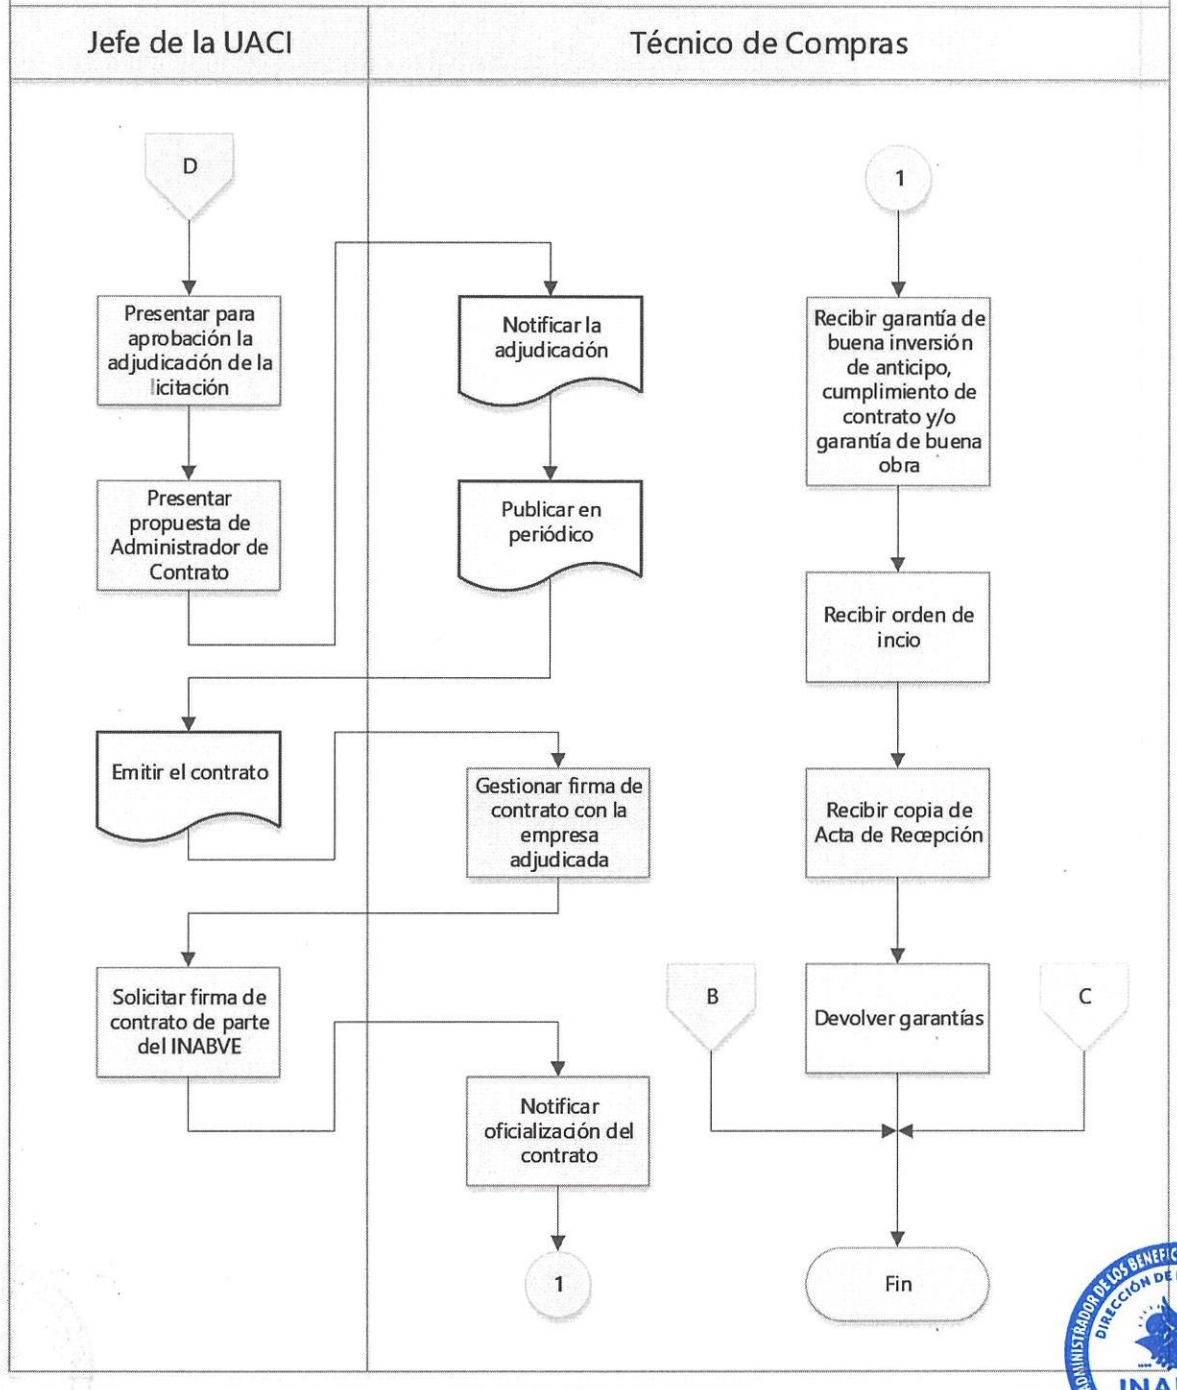 Jefe de la UACI
Técnico de Compras
D
Presentar para
aprobación la
adjudicación de la
licitación
Presentar
propuesta de
Administrador de
Contrato
Notificar la
adjudicación
Publicar en
periódico
Emitir el contrato
Gestionar firma de
contrato con la
empresa
adjudicada
Solicitar firma de
contrato de parte
del INABVE
Notificar
oficialización del
contrato
1
1
Recibir garantía de
buena inversión
de anticipo,
cumplimiento de
contrato y/o
garantía de buena
obra
Recibir orden de
incio
Recibir copia de
Acta de Recepción
Devolver garantías
B
C
Fin
DE LOS
DIRECCIÓN DE